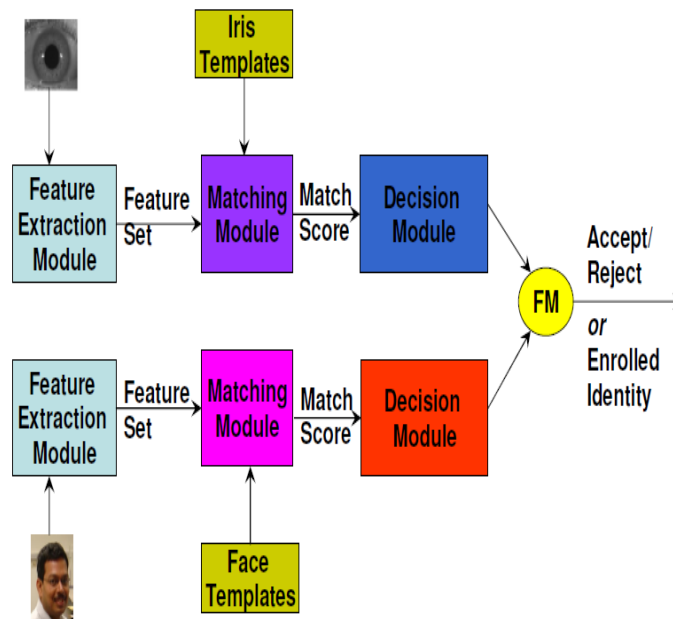 Iris
Templates
Feature
Extraction
Module
Feature
Set
Matching
Module
Match
Score
Decision
Module
FM
Accept/
Reject
or
Enrolled
Identity
Feature
Extraction
Module
Feature
Set
Matching
Module
Match
Score
Decision
Module
Face
Templates